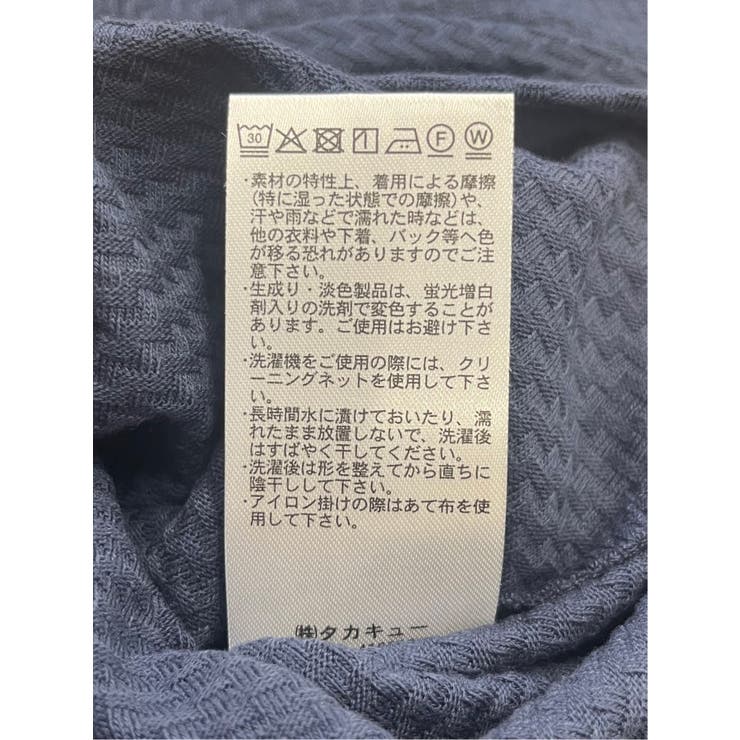 30 F W
・素材の特性上、着用による摩擦
(特に湿った状態での摩擦)や、
汗や雨などで濡れた時などは、
他の衣料や下着、バック等へ色
が移る恐れがありますのでご注
意下さい。
・生成り・淡色製品は、蛍光増白
剤入りの洗剤で変色することが
あります。ご使用はお避け下さ
い。
・洗濯機をご使用の際には、クリ
ーニングネットを使用して下さ
い。
・長時間水に漬けておいたり、濡
れたまま放置しないで、洗濯後
はすばやく干してください。
・洗濯後は形を整えてから直ちに
陰干しして下さい。
・アイロン掛けの際はあて布を使
用して下さい。
㈱タカキュー